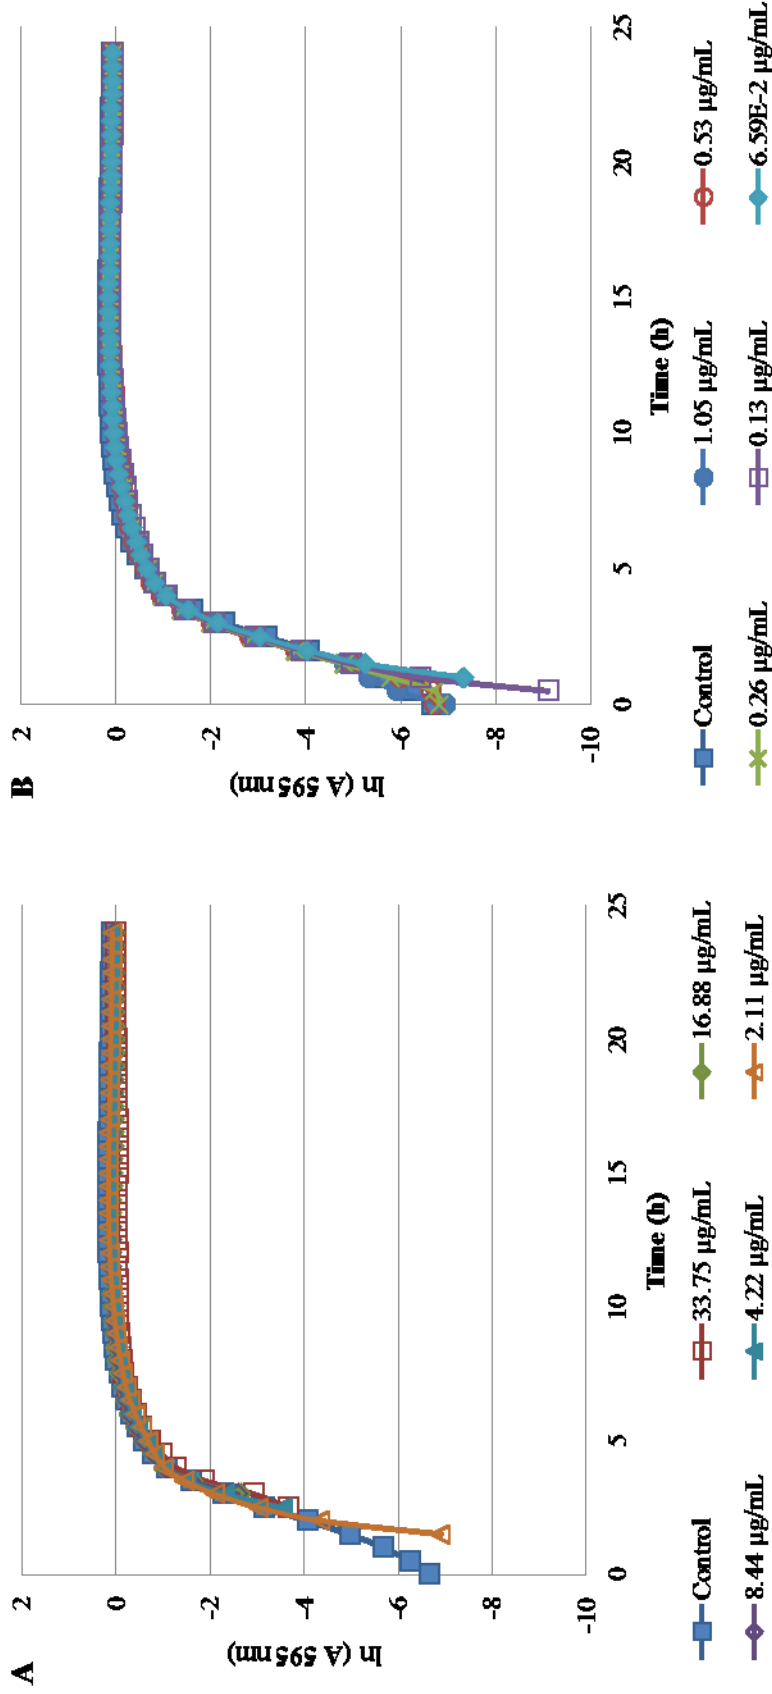 A
ln (A 595 nm)
2
0
-2
-4
-6
-8
-10
0 5 10 15 20 25
Time (h)
Control 33.75 µg/mL 16.88 µg/mL
8.44 µg/mL 4.22 µg/mL 2.11 µg/mL
B
ln (A 595 nm)
2
0
-2
-4
-6
-8
-10
0 5 10 15 20 25
Time (h)
Control 1.05 µg/mL 0.53 µg/mL
0.26 µg/mL 0.13 µg/mL 6.59E-2 µg/mL